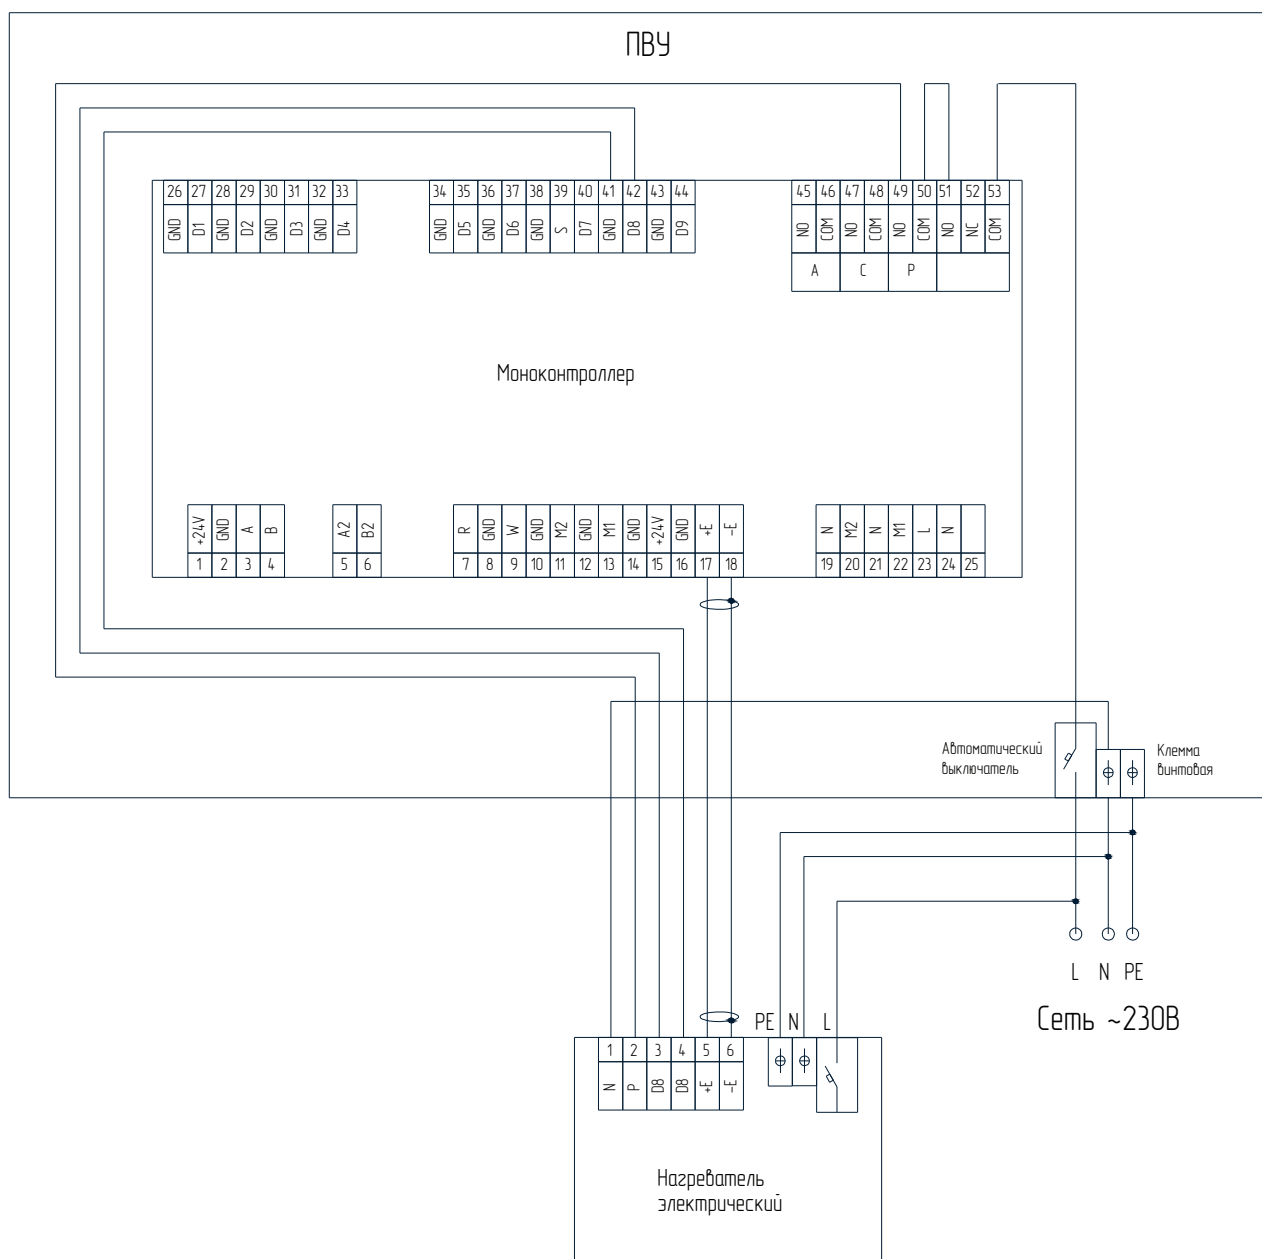 ПВУ
26 27 28 29 30 31 32 33
GND D1 GND D2 GND D3 GND D4
34 35 36 37 38 39 40 41 42 43 44
GND D5 GND D6 GND S D7 GND D8 GND D9
45 46 47 48 49 50 51 52 53
NO COM NO COM NO COM NO NC COM
A C P
Моноконтроллер
+24V GND A B
1 2 3 4
A2 B2
5 6
R GND W GND M2 GND M1 GND +24V GND +E -E
7 8 9 10 11 12 13 14 15 16 17 18
N M2 N M1 L N
19 20 21 22 23 24 25
Автоматический
выключатель
Клемма
винтовая
L N PE
Сеть ~230В
PE N L
1 2 3 4 5 6
N P D8 D8 +E -E
Нагреватель
электрический